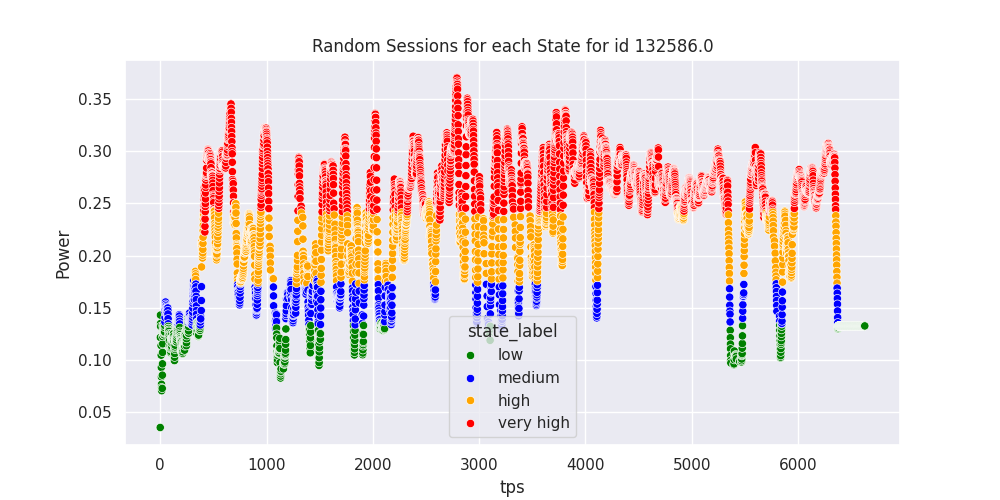 Random Sessions for each State for id 132586.0
0.35
0.30
0.25
0.20
0.15
0.10
0.05
Power
state_label
low
medium
high
very high
0 1000 2000 3000 4000 5000 6000
tps